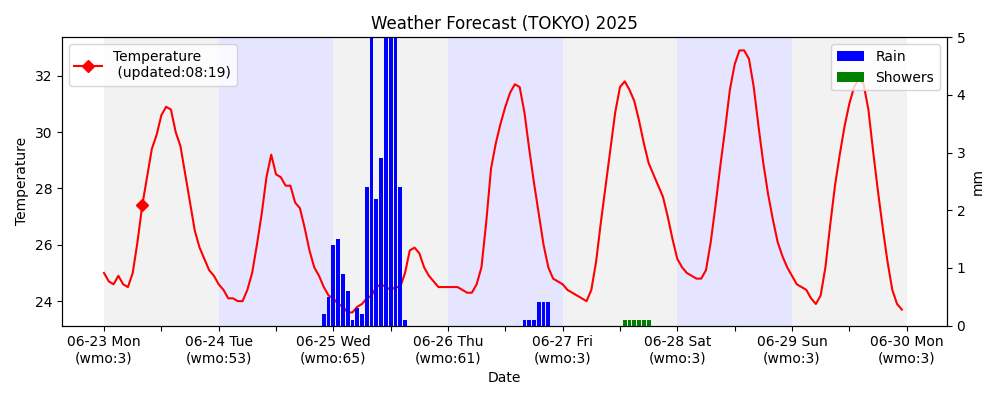 Weather Forecast (TOKYO) 2025
Temperature
(updated:08:19)
Rain
Showers
Temperature
32
30
28
26
24
5
4
3
2
1
0
mm
06-23 Mon
(wmo:3)
06-24 Tue
(wmo:53)
06-25 Wed
(wmo:65)
06-26 Thu
(wmo:61)
06-27 Fri
(wmo:3)
06-28 Sat
(wmo:3)
06-29 Sun
(wmo:3)
06-30 Mon
(wmo:3)
Date